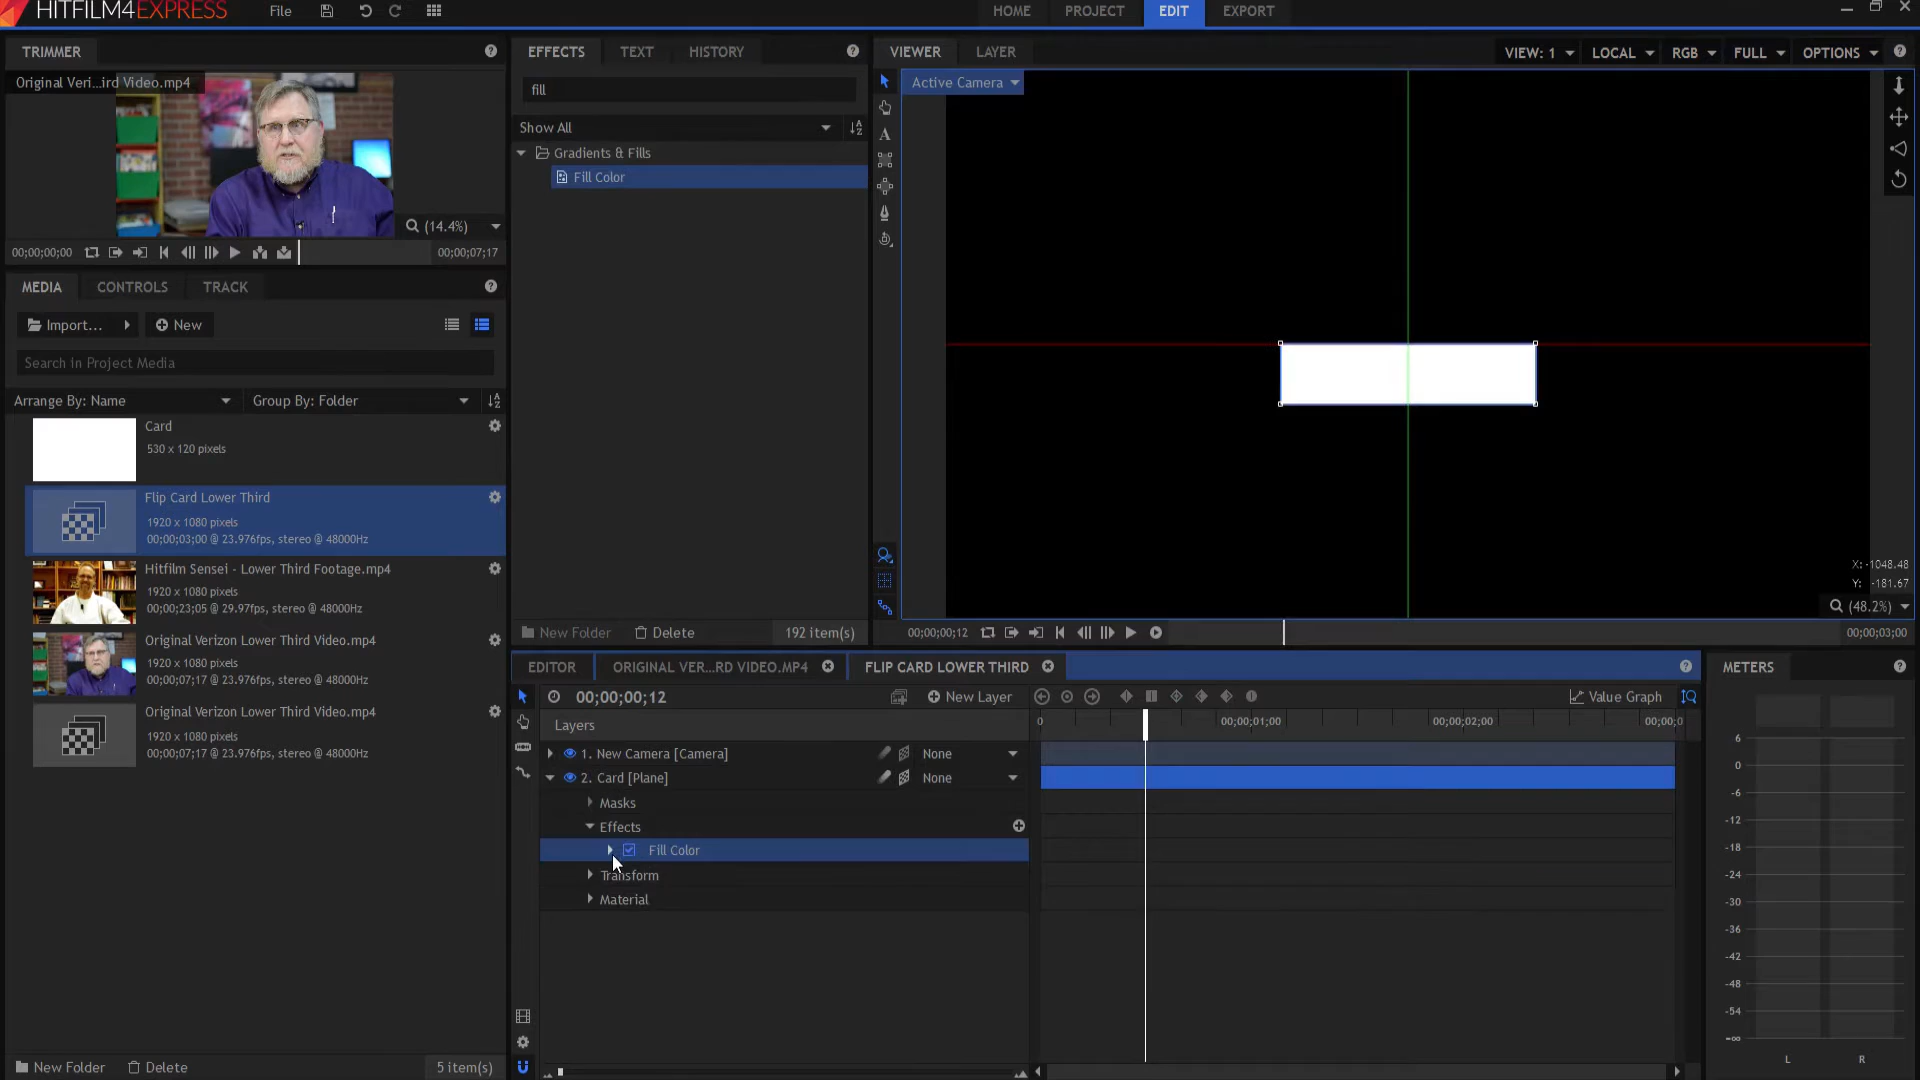 HITFILM4EXPRESS
File
HOME
PROJECT
EDIT
EXPORT
TRIMMER
Original Veri...ird Video.mp4
(14.4%)
00;00;00;00
00;00;07;17
MEDIA
CONTROLS
TRACK
Import...
New
Search in Project Media
Arrange By: Name
Group By: Folder
Card
530 x 120 pixels
Flip Card Lower Third
1920 x 1080 pixels
00;00;03;00 @ 23.976fps, stereo @ 48000Hz
Hitfilm Sensei - Lower Third Footage.mp4
1920 x 1080 pixels
00;00;23;05 @ 29.97fps, stereo @ 48000Hz
Original Verizon Lower Third Video.mp4
1920 x 1080 pixels
00;00;07;17 @ 23.976fps, stereo @ 48000Hz
Original Verizon Lower Third Video.mp4
1920 x 1080 pixels
00;00;07;17 @ 23.976fps, stereo @ 48000Hz
New Folder
Delete
5 item(s)
EFFECTS
TEXT
HISTORY
fill
Show All
Gradients & Fills
Fill Color
New Folder
Delete
192 item(s)
VIEWER
LAYER
VIEW: 1
LOCAL
RGB
FULL
OPTIONS
Active Camera
X: -1048.48
Y: -181.67
(48.2%)
00;00;00;12
00;00;03;00
EDITOR
ORIGINAL VER...RD VIDEO.MP4
FLIP CARD LOWER THIRD
00;00;00;12
New Layer
Value Graph
Layers
0
00;00;01;00
00;00;02;00
00;00;0
1. New Camera [Camera]
None
2. Card [Plane]
None
Masks
Effects
Fill Color
Transform
Material
METERS
6
0
-6
-12
-18
-24
-30
-36
-42
-48
-54
-∞
L
R